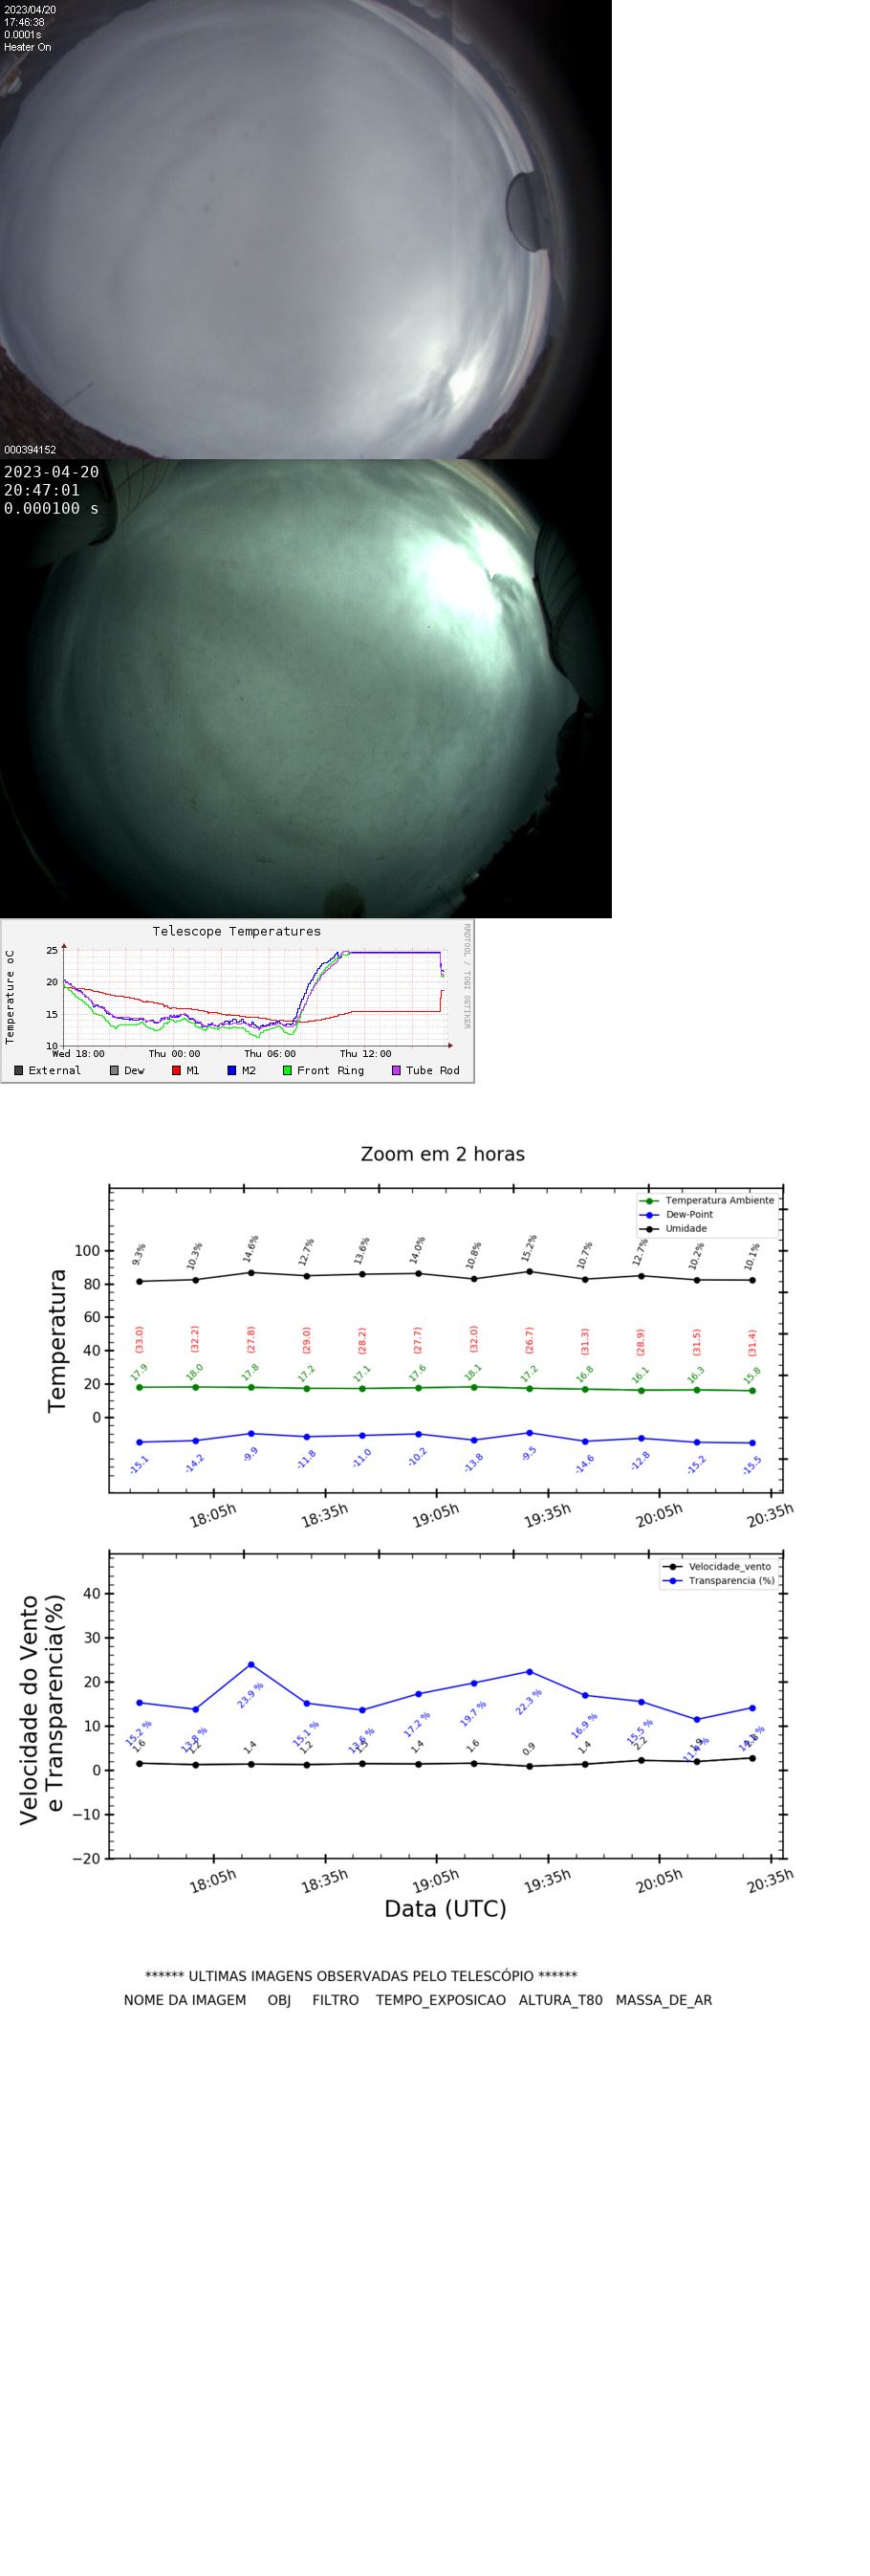 2023/04/20
17:46:38
0.0001s
Heater On
000394152
2023-04-20
20:47:01
0.000100 s
Telescope Temperatures
RRDTOOL / TOBI OETIKER
Temperature oC
25
20
15
10
Wed 18:00 Thu 00:00 Thu 06:00 Thu 12:00
External Dew M1 M2 Front Ring Tube Rod
Zoom em 2 horas
Temperatura Ambiente
Dew-Point
Umidade
Temperatura
100
80
60
40
20
0
9.3% 10.3% 14.6% 12.7% 13.6% 14.0% 10.8% 15.2% 10.7% 12.7% 10.2% 10.1%
(33.0) (32.2) (27.8) (29.0) (28.2) (27.7) (32.0) (26.7) (31.3) (28.9) (31.5) (31.4)
17.9 18.0 17.8 17.2 17.1 17.6 18.1 17.2 16.8 16.1 16.3 15.8
-15.1 -14.2 -9.9 -11.8 -11.0 -10.2 -13.8 -9.5 -14.6 -12.8 -15.2 -15.5
18:05h 18:35h 19:05h 19:35h 20:05h 20:35h
Velocidade_vento
Transparencia (%)
Velocidade do Vento
e Transparencia(%)
40
30
20
10
0
−10
−20
15.2 % 23.9 % 15.1 % 17.2 % 19.7 % 22.3 % 16.9 % 15.5 %
1.6 1.4 1.2 1.4 1.6 0.9 1.4 2.2
18:05h 18:35h 19:05h 19:35h 20:05h 20:35h
Data (UTC)
****** ULTIMAS IMAGENS OBSERVADAS PELO TELESCÓPIO ******
NOME DA IMAGEM OBJ FILTRO TEMPO_EXPOSICAO ALTURA_T80 MASSA_DE_AR